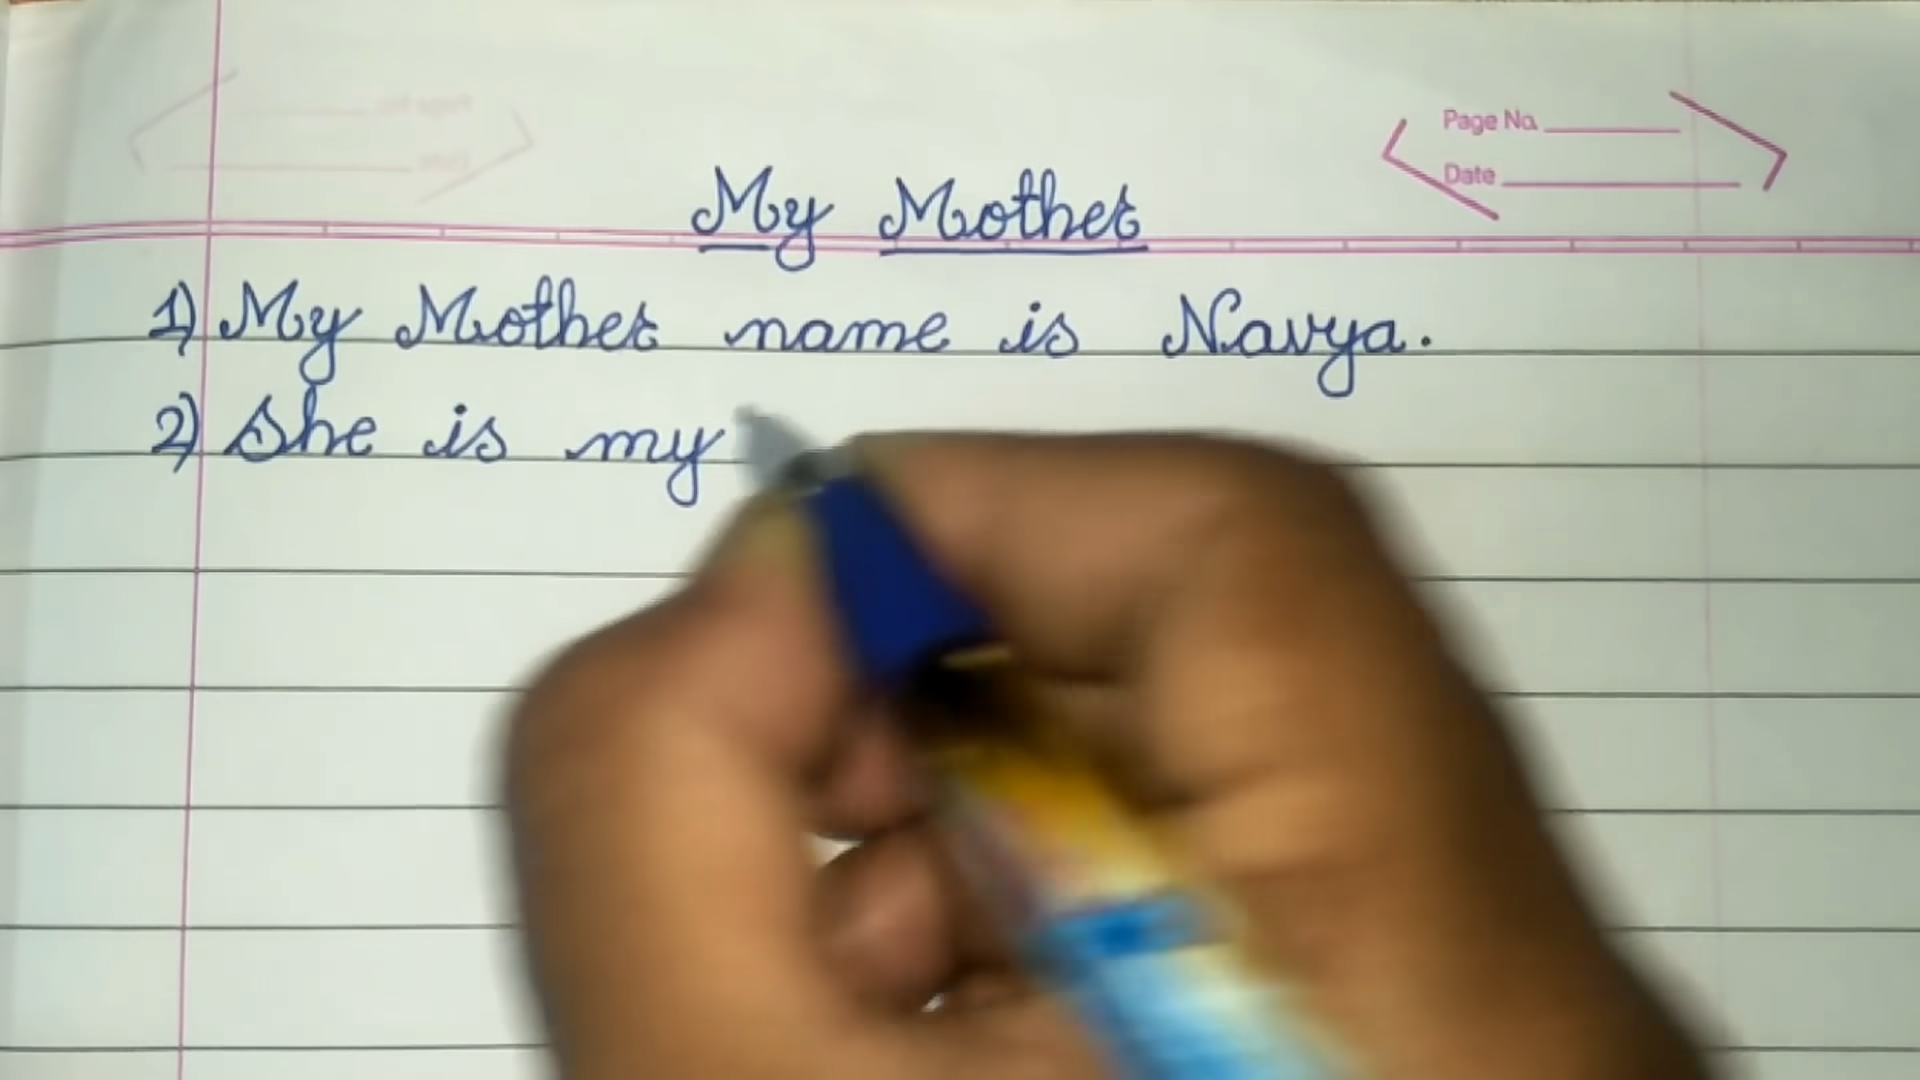 Page No.
Date
My Mother
1) My Mother name is Navya.
2) She is my